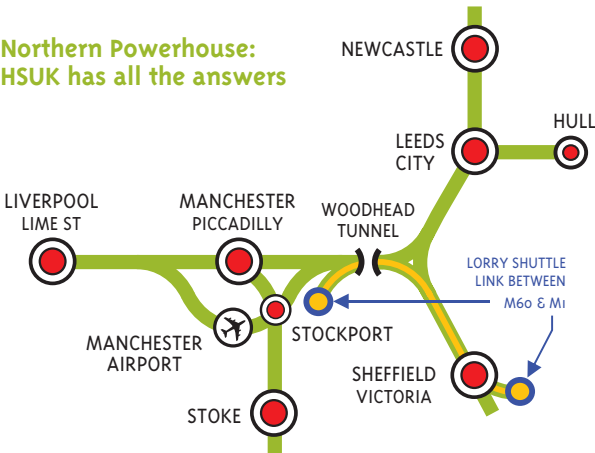 Northern Powerhouse:
HSUK has all the answers
NEWCASTLE
HULL
LEEDS
CITY
LIVERPOOL
LIME ST
MANCHESTER
PICCADILLY
WOODHEAD
TUNNEL
LORRY SHUTTLE
LINK BETWEEN
M60 & M1
MANCHESTER
AIRPORT
STOCKPORT
SHEFFIELD
VICTORIA
STOKE